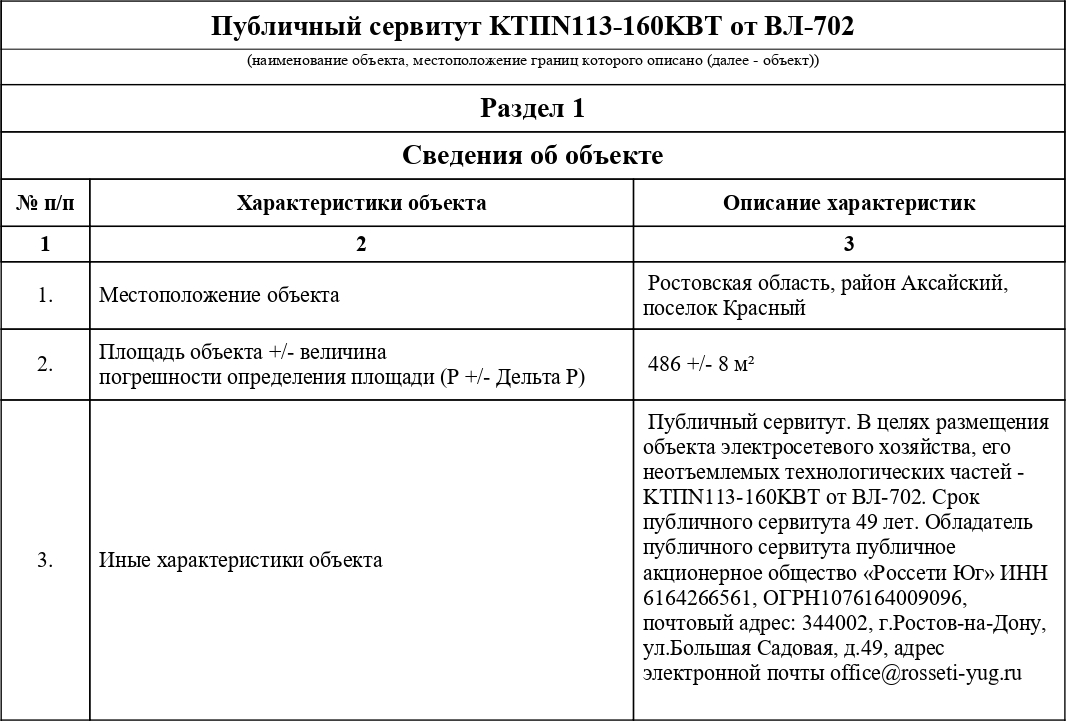 Публичный сервитут КТПN113-160КВТ от ВЛ-702
(наименование объекта, местоположение границ которого описано (далее - объект))
Раздел 1
Сведения об объекте
№ п/п
Характеристики объекта
Описание характеристик
1
2
3
1.
Местоположение объекта
Ростовская область, район Аксайский,
поселок Красный
2.
Площадь объекта +/- величина
погрешности определения площади (Р +/- Дельта Р)
486 +/- 8 м²
3.
Иные характеристики объекта
Публичный сервитут. В целях размещения
объекта электросетевого хозяйства, его
неотъемлемых технологических частей -
КТПN113-160КВТ от ВЛ-702. Срок
публичного сервитута 49 лет. Обладатель
публичного сервитута публичное
акционерное общество «Россети Юг» ИНН
6164266561, ОГРН1076164009096,
почтовый адрес: 344002, г.Ростов-на-Дону,
ул.Большая Садовая, д.49, адрес
электронной почты office@rosseti-yug.ru